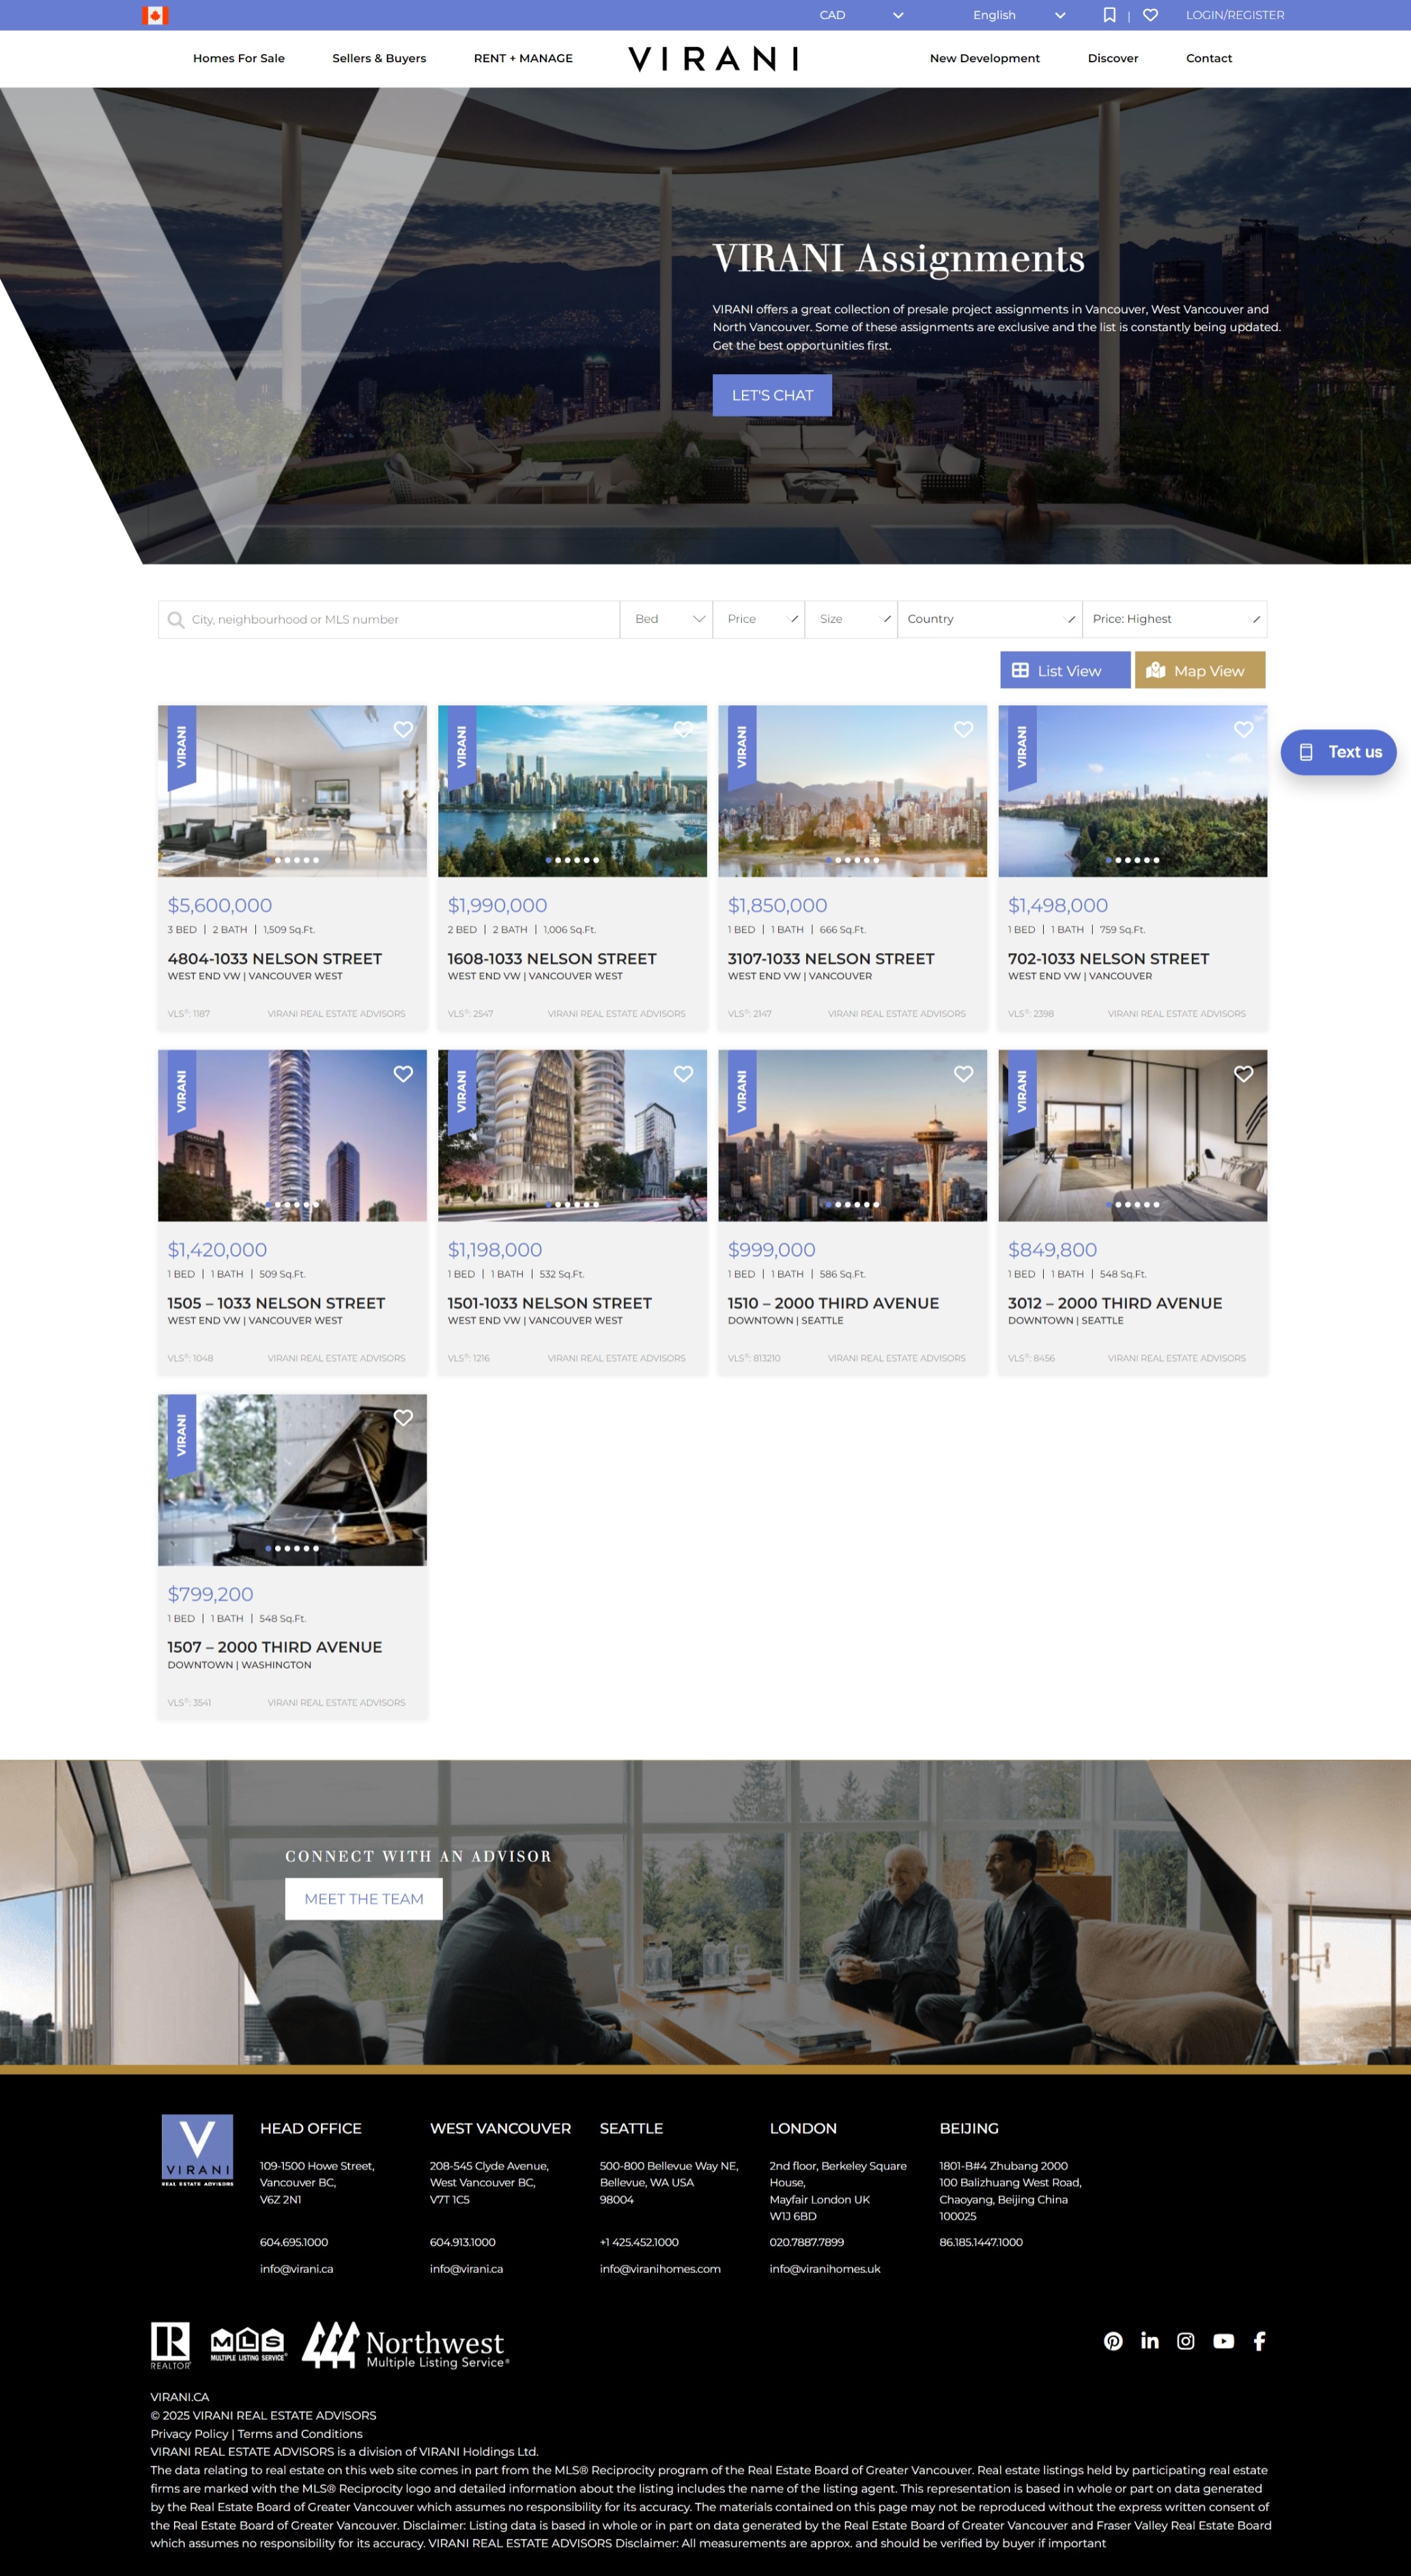 CAD
English
LOGIN/REGISTER
Homes For Sale
Sellers & Buyers
RENT + MANAGE
VIRANI
New Development
Discover
Contact
VIRANI Assignments
VIRANI offers a great collection of presale project assignments in Vancouver, West Vancouver and
North Vancouver. Some of these assignments are exclusive and the list is constantly being updated.
Get the best opportunities first.
LET'S CHAT
City, neighbourhood or MLS number
Bed
Price
Size
Country
Price: Highest
List View
Map View
Text us
VIRANI
$5,600,000
3 BED | 2 BATH | 1,509 Sq.Ft.
4804-1033 NELSON STREET
WEST END VW | VANCOUVER WEST
VLS®: 1187
VIRANI REAL ESTATE ADVISORS
VIRANI
$1,990,000
2 BED | 2 BATH | 1,006 Sq.Ft.
1608-1033 NELSON STREET
WEST END VW | VANCOUVER WEST
VLS®: 2547
VIRANI REAL ESTATE ADVISORS
VIRANI
$1,850,000
1 BED | 1 BATH | 666 Sq.Ft.
3107-1033 NELSON STREET
WEST END VW | VANCOUVER
VLS®: 2147
VIRANI REAL ESTATE ADVISORS
VIRANI
$1,498,000
1 BED | 1 BATH | 759 Sq.Ft.
702-1033 NELSON STREET
WEST END VW | VANCOUVER
VLS®: 2398
VIRANI REAL ESTATE ADVISORS
VIRANI
$1,420,000
1 BED | 1 BATH | 509 Sq.Ft.
1505 – 1033 NELSON STREET
WEST END VW | VANCOUVER WEST
VLS®: 1048
VIRANI REAL ESTATE ADVISORS
VIRANI
$1,198,000
1 BED | 1 BATH | 532 Sq.Ft.
1501-1033 NELSON STREET
WEST END VW | VANCOUVER WEST
VLS®: 1216
VIRANI REAL ESTATE ADVISORS
VIRANI
$999,000
1 BED | 1 BATH | 586 Sq.Ft.
1510 – 2000 THIRD AVENUE
DOWNTOWN | SEATTLE
VLS®: 813210
VIRANI REAL ESTATE ADVISORS
VIRANI
$849,800
1 BED | 1 BATH | 548 Sq.Ft.
3012 – 2000 THIRD AVENUE
DOWNTOWN | SEATTLE
VLS®: 8456
VIRANI REAL ESTATE ADVISORS
VIRANI
$799,200
1 BED | 1 BATH | 548 Sq.Ft.
1507 – 2000 THIRD AVENUE
DOWNTOWN | WASHINGTON
VLS®: 3541
VIRANI REAL ESTATE ADVISORS
CONNECT WITH AN ADVISOR
MEET THE TEAM
V
VIRANI
REAL ESTATE ADVISORS
HEAD OFFICE
109-1500 Howe Street,
Vancouver BC,
V6Z 2N1
604.695.1000
info@virani.ca
WEST VANCOUVER
208-545 Clyde Avenue,
West Vancouver BC,
V7T 1C5
604.913.1000
info@virani.ca
SEATTLE
500-800 Bellevue Way NE,
Bellevue, WA USA
98004
+1 425.452.1000
info@viranihomes.com
LONDON
2nd floor, Berkeley Square
House,
Mayfair London UK
W1J 6BD
020.7887.7899
info@viranihomes.uk
BEIJING
1801-B#4 Zhubang 2000
100 Balizhuang West Road,
Chaoyang, Beijing China
100025
86.185.1447.1000
R
REALTOR®
MLS®
MULTIPLE LISTING SERVICE®
Northwest
Multiple Listing Service®
VIRANI.CA
© 2025 VIRANI REAL ESTATE ADVISORS
Privacy Policy | Terms and Conditions
VIRANI REAL ESTATE ADVISORS is a division of VIRANI Holdings Ltd.
The data relating to real estate on this web site comes in part from the MLS® Reciprocity program of the Real Estate Board of Greater Vancouver. Real estate listings held by participating real estate
firms are marked with the MLS® Reciprocity logo and detailed information about the listing includes the name of the listing agent. This representation is based in whole or part on data generated
by the Real Estate Board of Greater Vancouver which assumes no responsibility for its accuracy. The materials contained on this page may not be reproduced without the express written consent of
the Real Estate Board of Greater Vancouver. Disclaimer: Listing data is based in whole or in part on data generated by the Real Estate Board of Greater Vancouver and Fraser Valley Real Estate Board
which assumes no responsibility for its accuracy. VIRANI REAL ESTATE ADVISORS Disclaimer: All measurements are approx. and should be verified by buyer if important